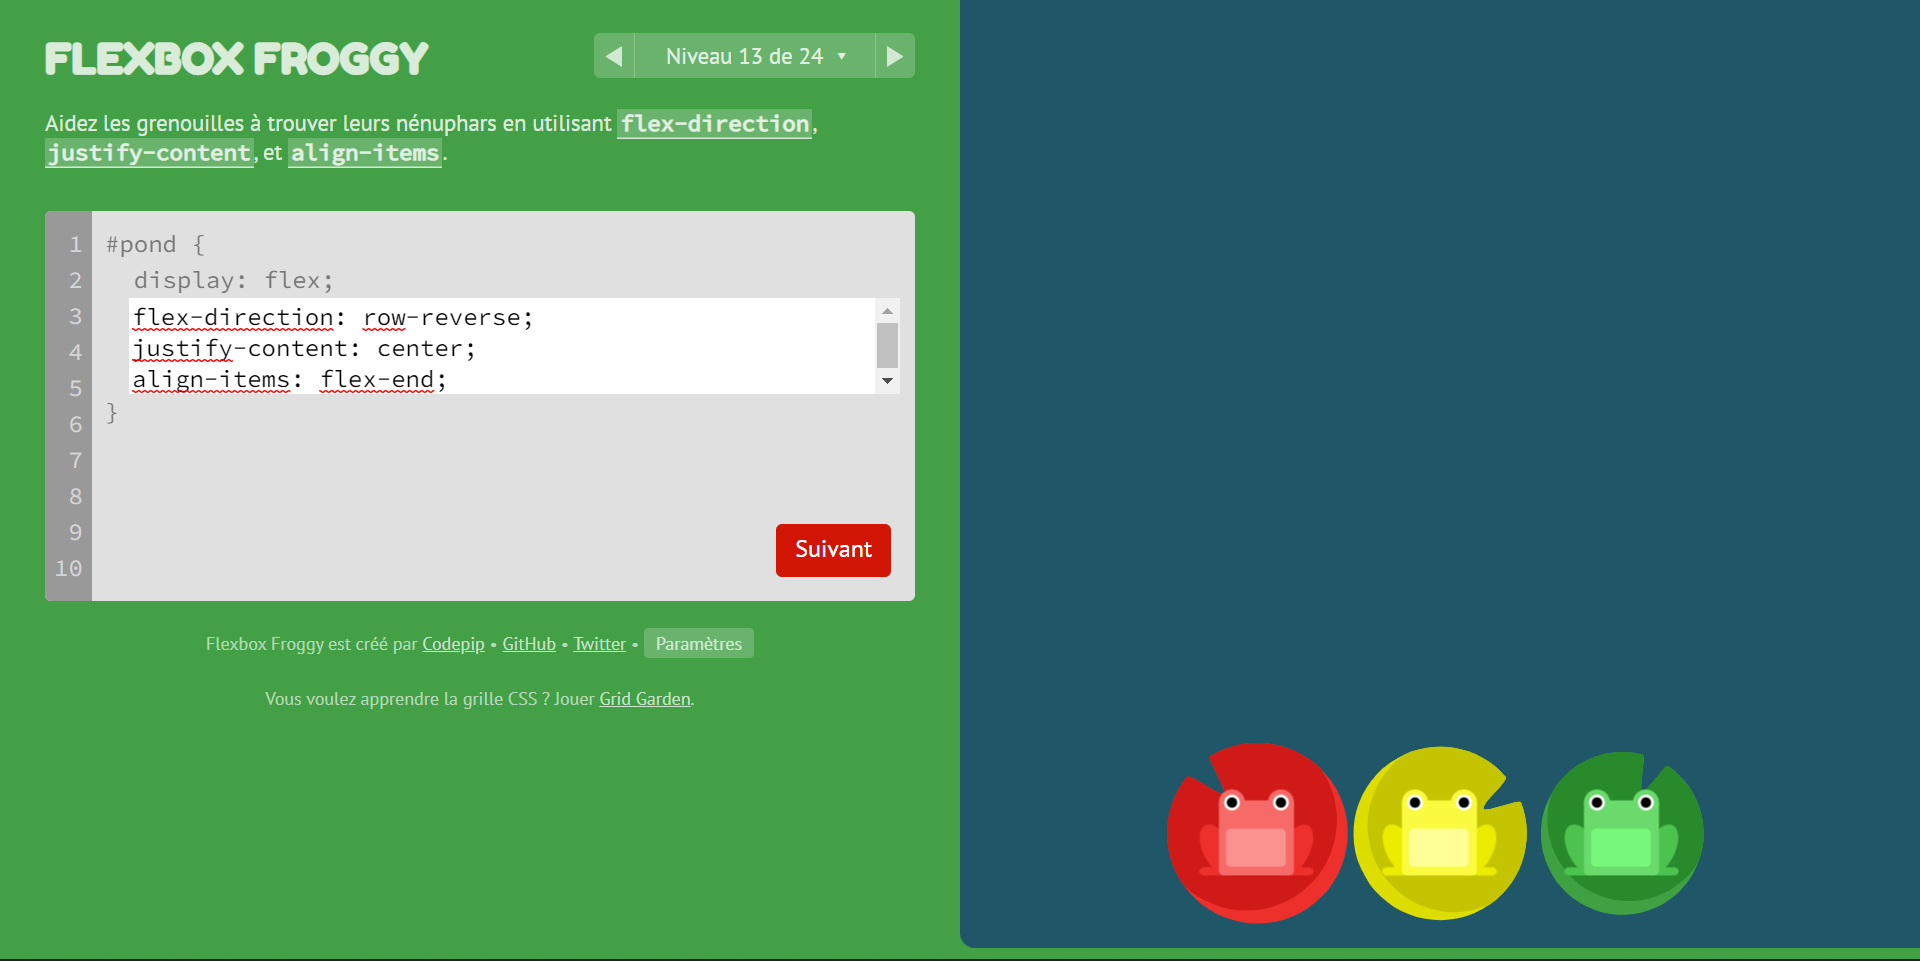 FLEXBOX FROGGY
Niveau 13 de 24 ▼
Aidez les grenouilles à trouver leurs nénuphars en utilisant flex-direction,
justify-content, et align-items.
1 #pond {
2 display: flex;
3 flex-direction: row-reverse;
4 justify-content: center;
5 align-items: flex-end;
6 }
7
8
9
10
Suivant
Flexbox Froggy est créé par Codepip • GitHub • Twitter • Paramètres
Vous voulez apprendre la grille CSS ? Jouer Grid Garden.